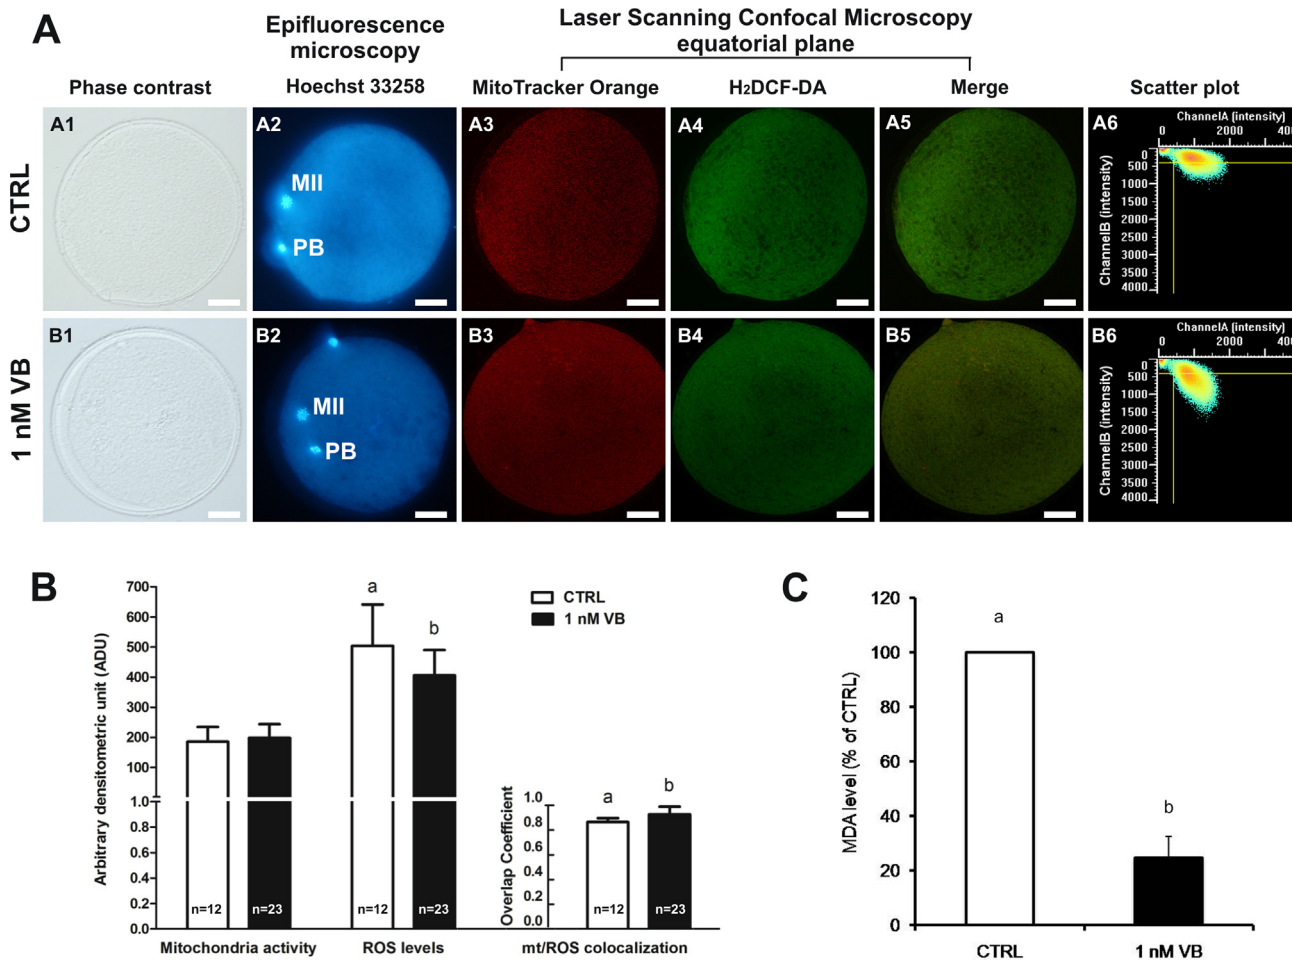 A
Epifluorescence
microscopy
Laser Scanning Confocal Microscopy
equatorial plane
Phase contrast
Hoechst 33258
MitoTracker Orange
H2DCF-DA
Merge
Scatter plot
CTRL
A1
A2
MII
PB
A3
A4
A5
A6
ChannelA (intensity)
0 2000 400
ChannelB (intensity)
0
500
1000
1500
2000
2500
3000
3500
4000
1 nM VB
B1
B2
MII
PB
B3
B4
B5
B6
ChannelA (intensity)
0 2000 400
ChannelB (intensity)
0
500
1000
1500
2000
2500
3000
3500
4000
B
Arbitrary densitometric unit (ADU)
700
600
500
400
300
200
100
1.0
0.8
0.6
0.4
0.2
0.0
a
b
CTRL
1 nM VB
n=12
n=23
n=12
n=23
Overlap Coefficient
1.0
0.8
0.6
0.4
0.2
0.0
a
b
n=12
n=23
Mitochondria activity
ROS levels
mt/ROS colocalization
C
MDA level (% of CTRL)
120
100
80
60
40
20
0
a
b
CTRL
1 nM VB